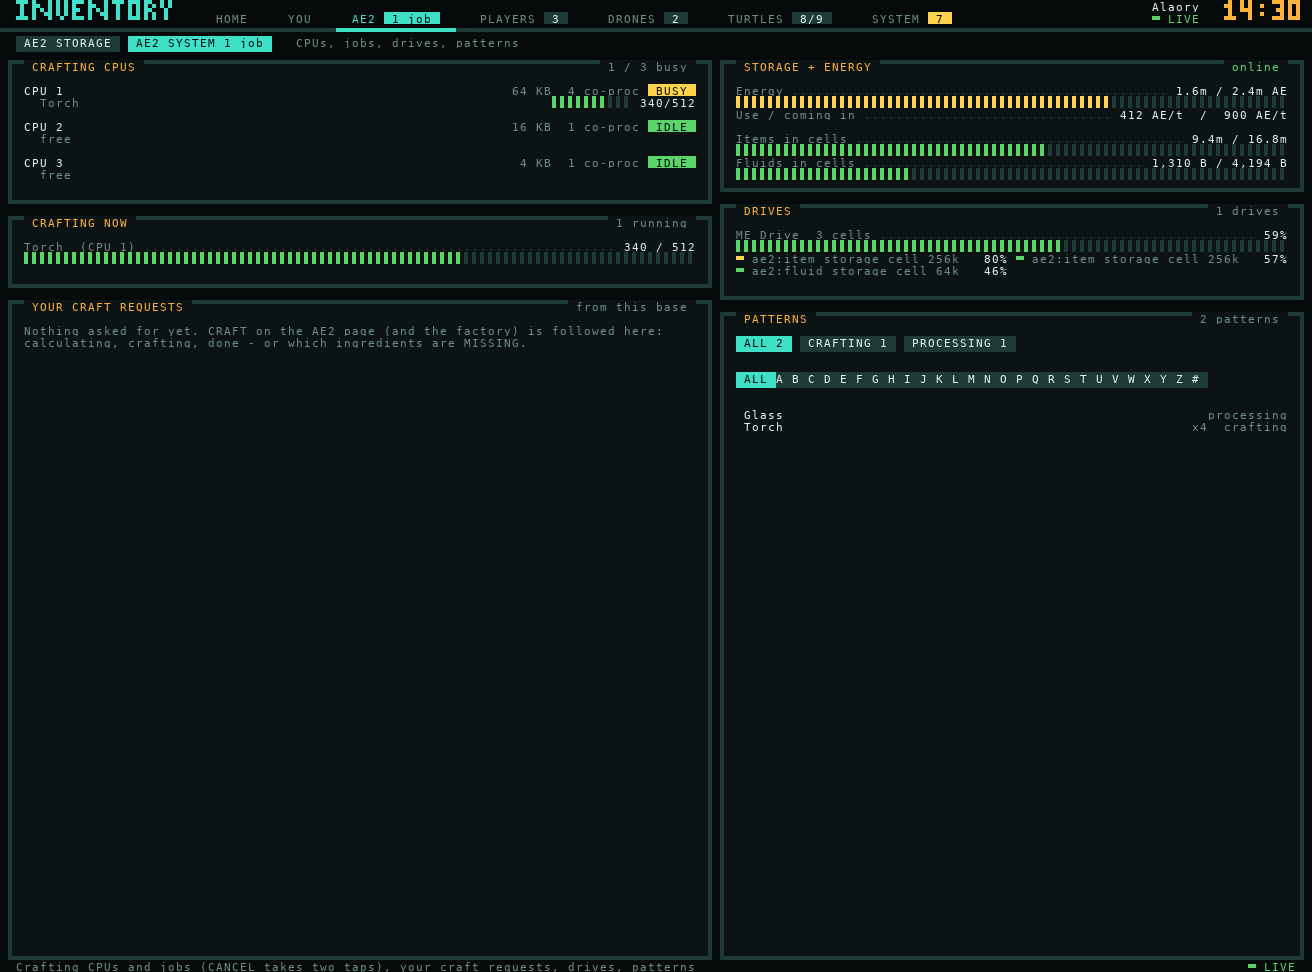 INVENTORY
HOME YOU AE2 1 job PLAYERS 3 DRONES 2 TURTLES 8/9 SYSTEM 7
Alaory
LIVE
14:30
AE2 STORAGE AE2 SYSTEM 1 job CPUs, jobs, drives, patterns
CRAFTING CPUS 1 / 3 busy
CPU 1 64 KB 4 co-proc BUSY
Torch 340/512
CPU 2 16 KB 1 co-proc IDLE
free
CPU 3 4 KB 1 co-proc IDLE
free
CRAFTING NOW 1 running
Torch (CPU 1) 340 / 512
YOUR CRAFT REQUESTS from this base
Nothing asked for yet. CRAFT on the AE2 page (and the factory) is followed here:
calculating, crafting, done - or which ingredients are MISSING.
STORAGE + ENERGY online
Energy 1.6m / 2.4m AE
Use / coming in 412 AE/t / 900 AE/t
Items in cells 9.4m / 16.8m
Fluids in cells 1,310 B / 4,194 B
DRIVES 1 drives
ME Drive 3 cells 59%
ae2:item storage cell 256k 80% ae2:item storage cell 256k 57%
ae2:fluid storage cell 64k 46%
PATTERNS 2 patterns
ALL 2 CRAFTING 1 PROCESSING 1
ALL A B C D E F G H I J K L M N O P Q R S T U V W X Y Z #
Glass processing
Torch x4 crafting
Crafting CPUs and jobs (CANCEL takes two taps), your craft requests, drives, patterns
LIVE